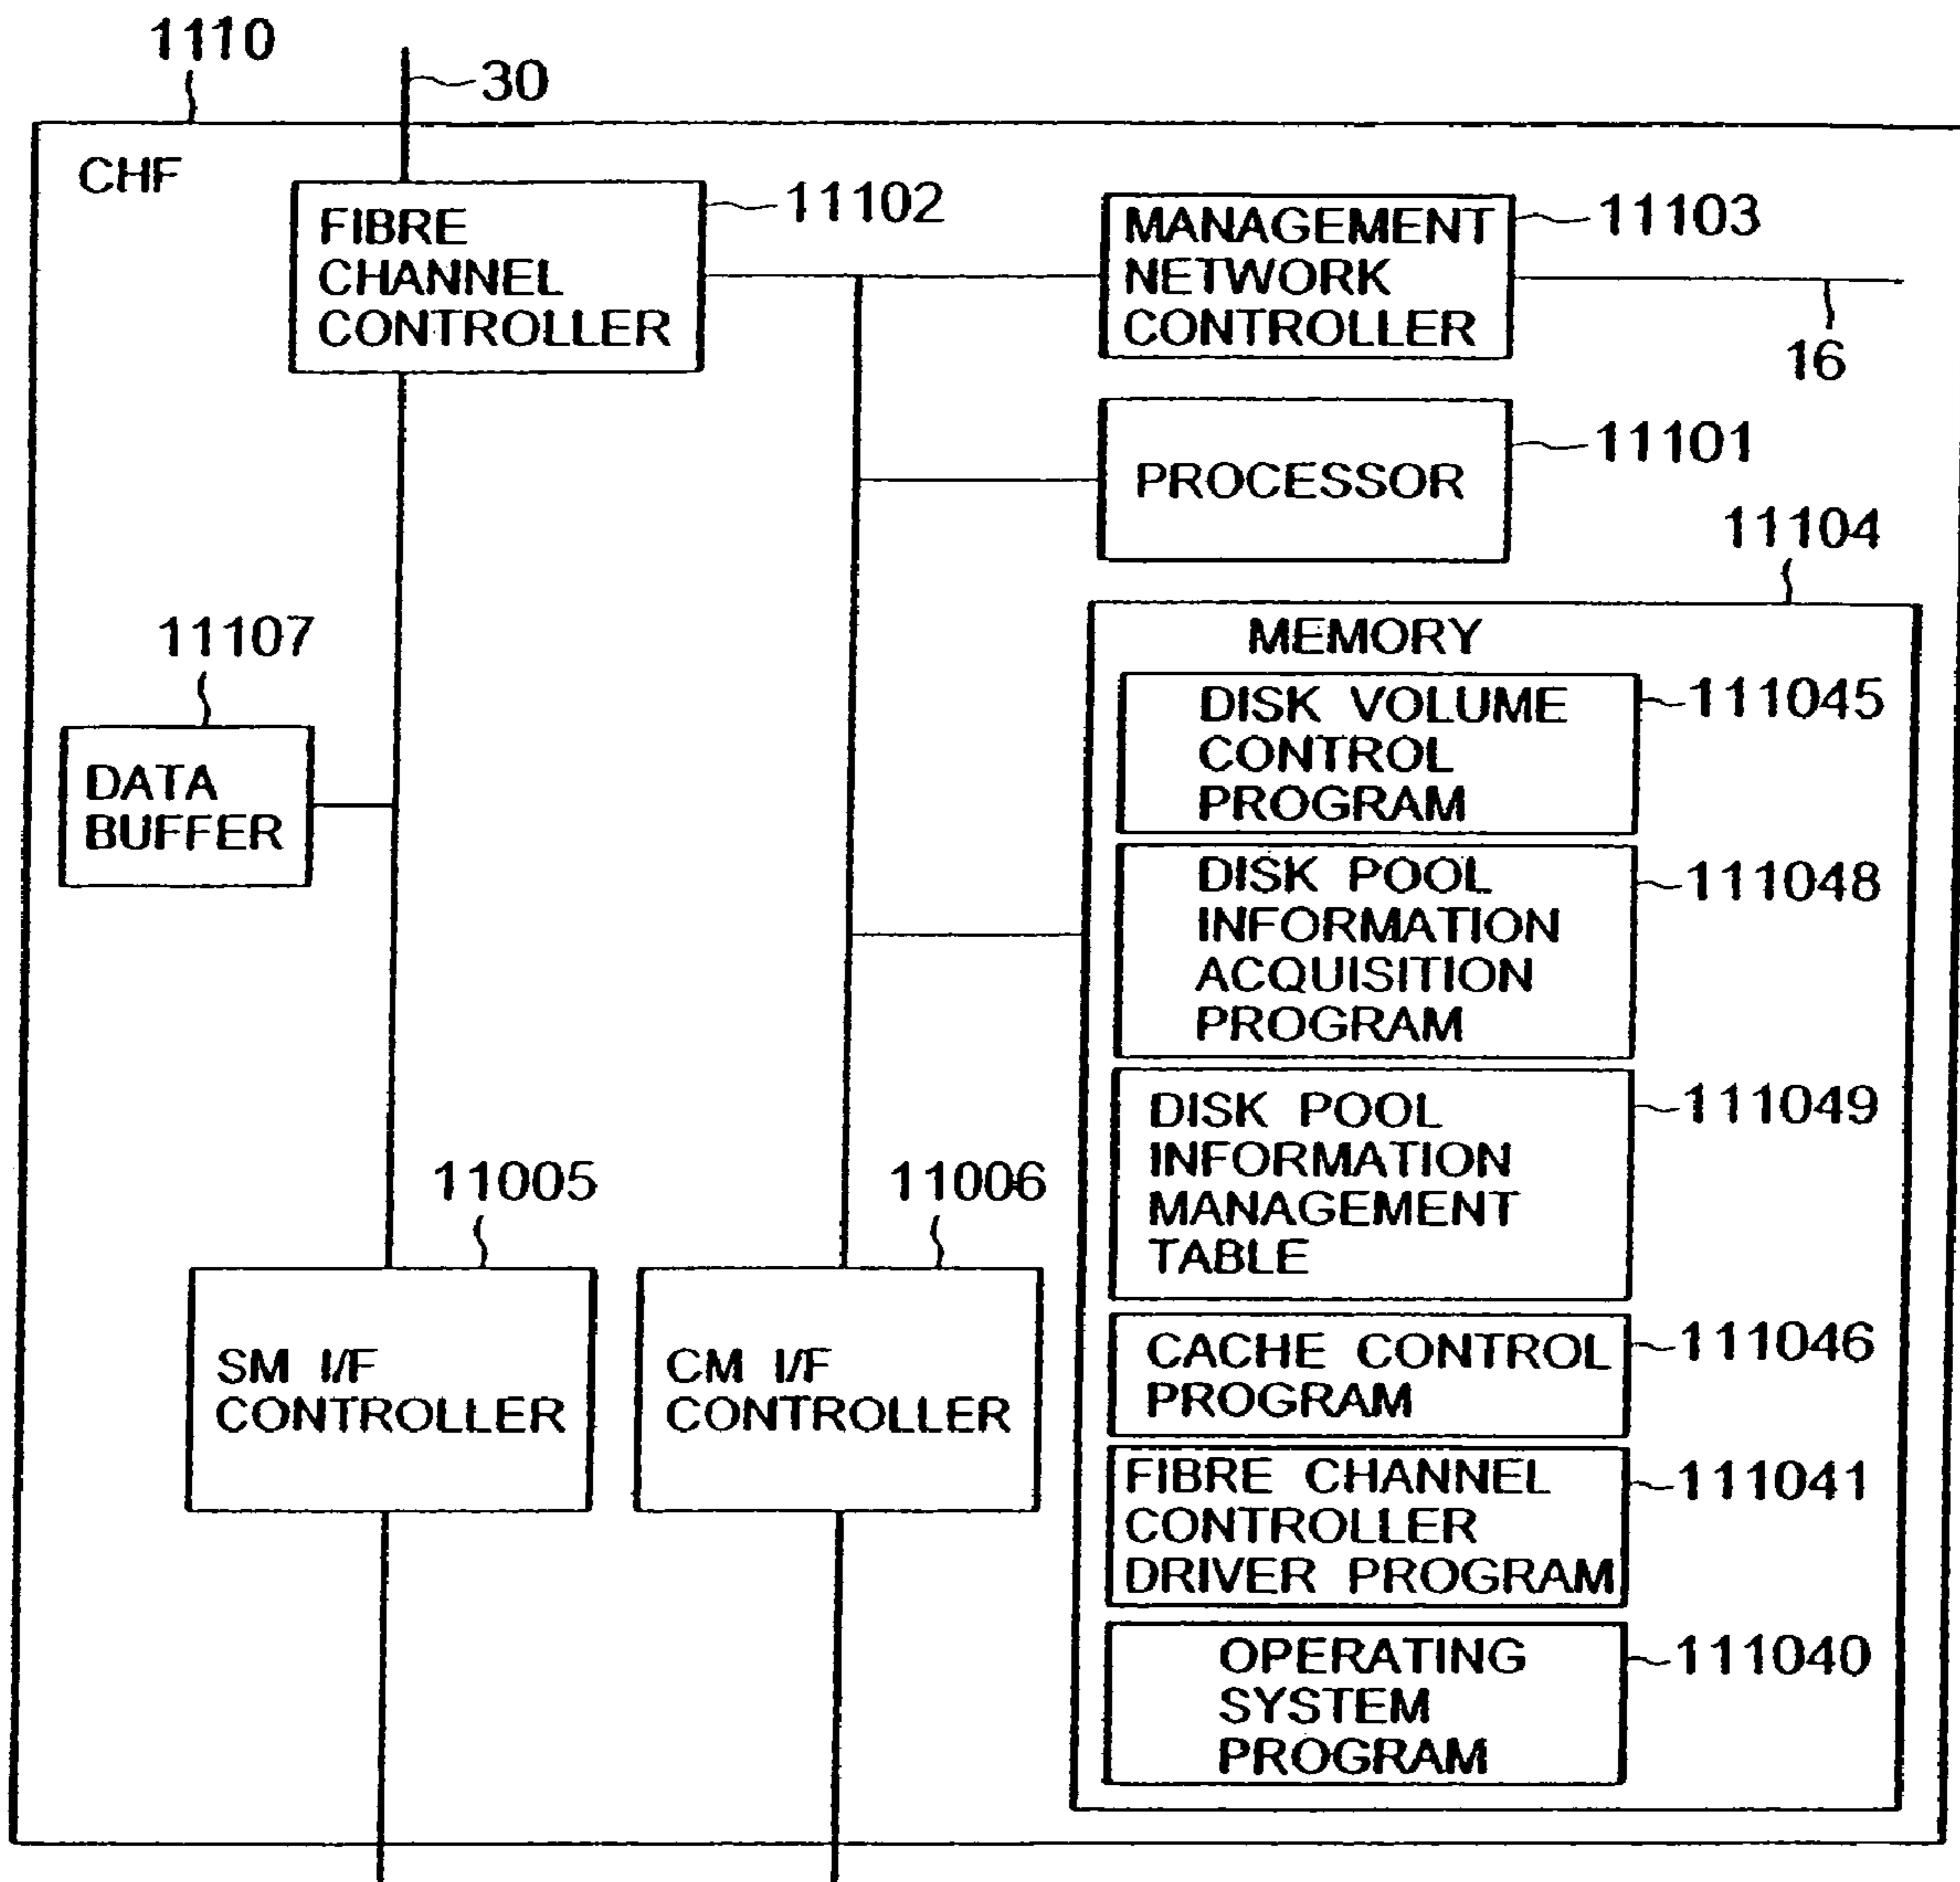 1110
30
CHF
FIBRE
CHANNEL
CONTROLLER
11102
MANAGEMENT
NETWORK
CONTROLLER
11103
16
PROCESSOR
11101
11104
MEMORY
DISK VOLUME
CONTROL
PROGRAM
111045
11107
DATA
BUFFER
DISK POOL
INFORMATION
ACQUISITION
PROGRAM
111048
DISK POOL
INFORMATION
MANAGEMENT
TABLE
111049
11005
SM I/F
CONTROLLER
11006
CM I/F
CONTROLLER
CACHE CONTROL
PROGRAM
111046
FIBRE CHANNEL
CONTROLLER
DRIVER PROGRAM
111041
OPERATING
SYSTEM
PROGRAM
111040